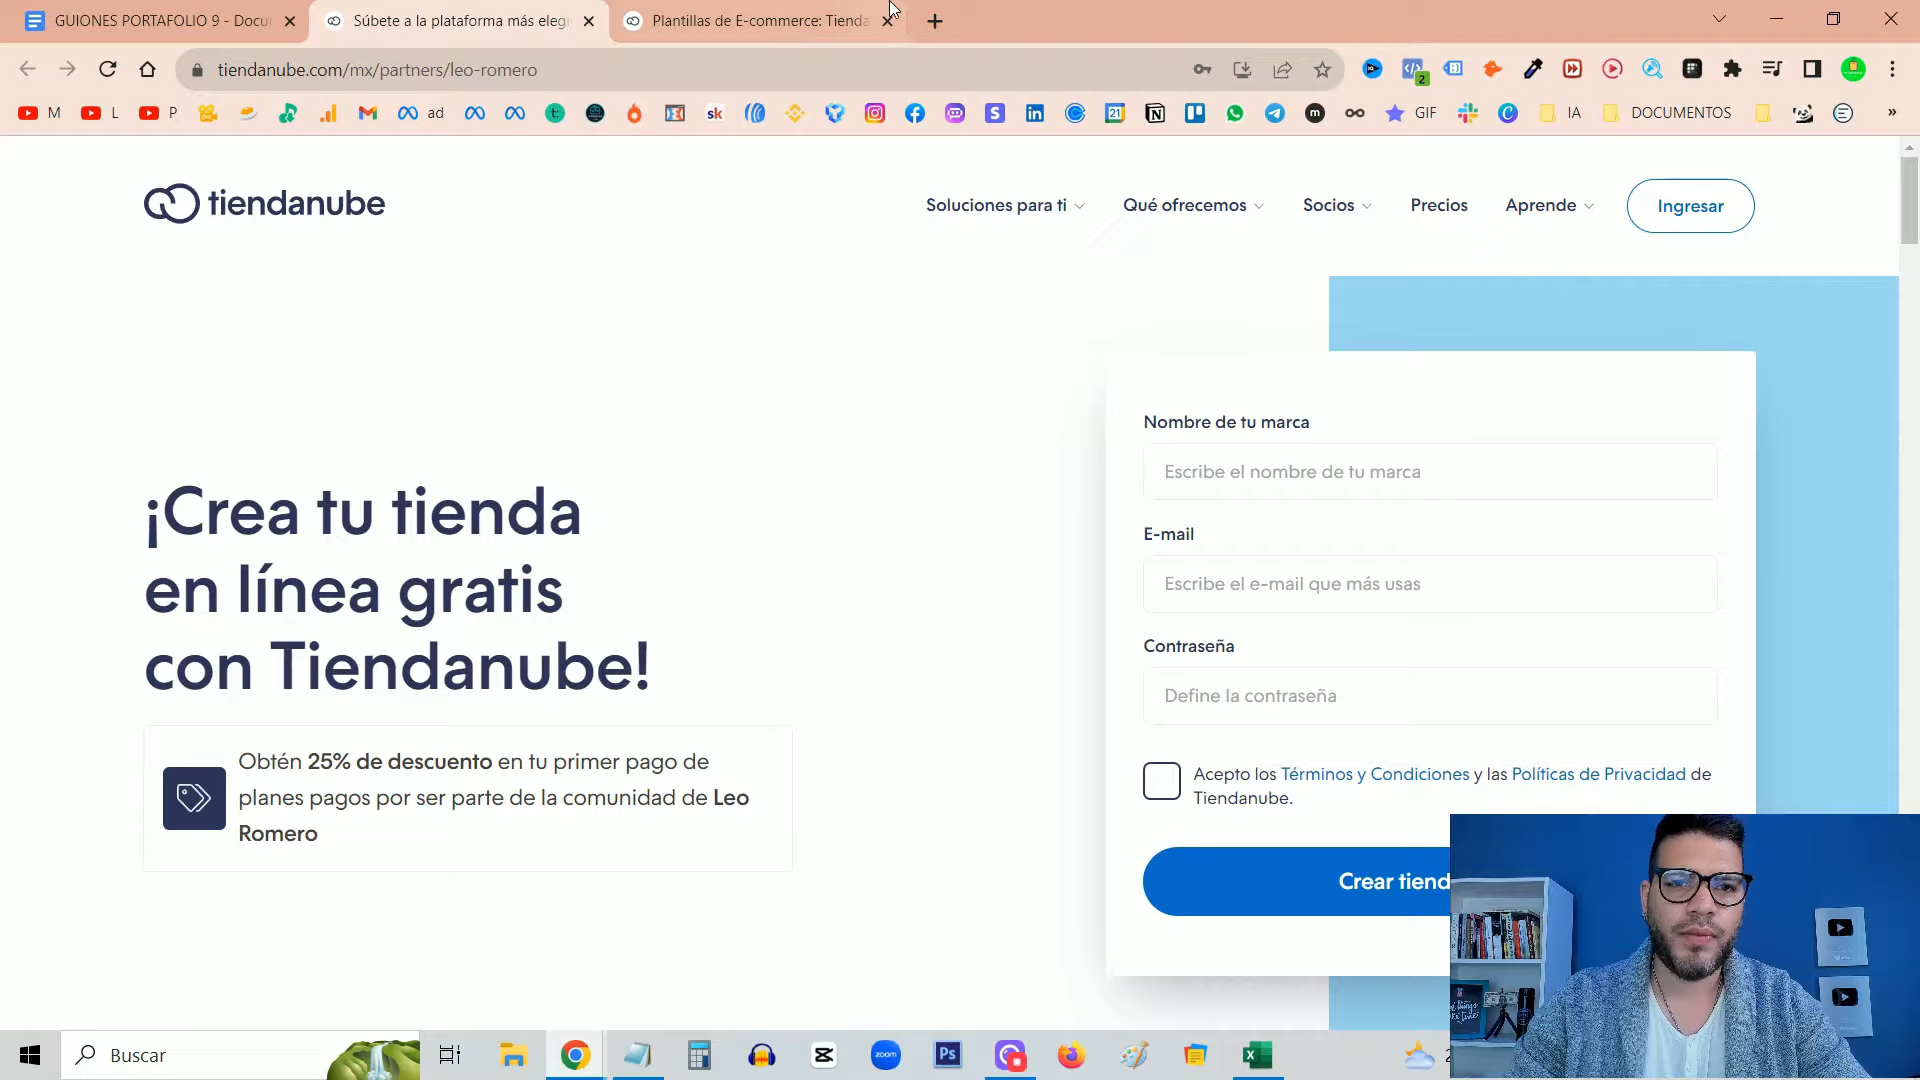 GUIONES PORTAFOLIO 9 - Docu
Súbete a la plataforma más eleg
Plantillas de E-commerce: Tienda
tiendanube.com/mx/partners/leo-romero
2
M
L
P
ad
sk
S
21
m
GIF
IA
DOCUMENTOS
»
tiendanube
Soluciones para ti
Qué ofrecemos
Socios
Precios
Aprende
Ingresar
¡Crea tu tienda
en línea gratis
con Tiendanube!
Obtén 25% de descuento en tu primer pago de
planes pagos por ser parte de la comunidad de Leo
Romero
Nombre de tu marca
Escribe el nombre de tu marca
E-mail
Escribe el e-mail que más usas
Contraseña
Define la contraseña
Acepto los Términos y Condiciones y las Políticas de Privacidad de
Tiendanube.
Crear tiend
Buscar
zoom
Ps